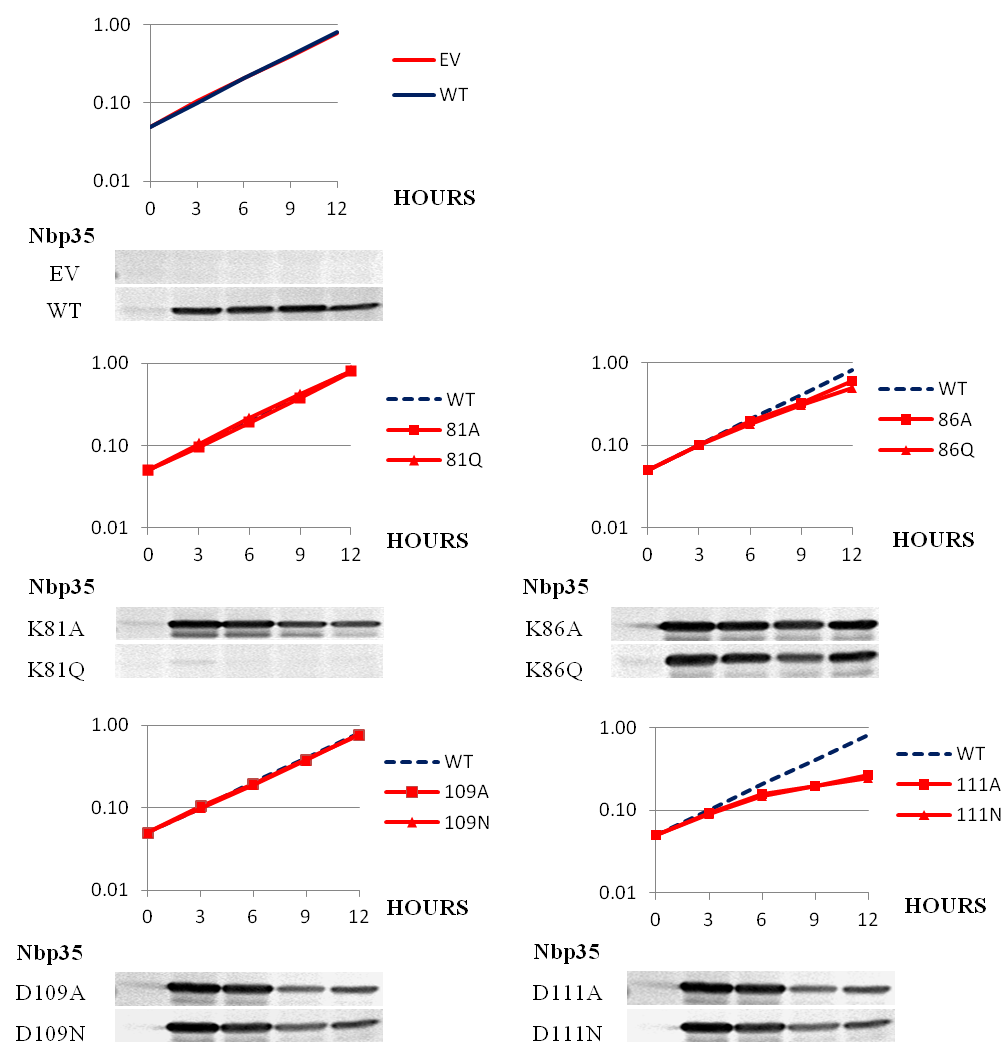 1.00
EV
WT
0.10
0.01
0 3 6 9 12
HOURS
Nbp35
EV
WT
1.00
WT
81A
0.10
81Q
0.01
0 3 6 9 12
HOURS
Nbp35
K81A
K81Q
1.00
WT
86A
0.10
86Q
0.01
0 3 6 9 12
HOURS
Nbp35
K86A
K86Q
1.00
WT
109A
0.10
109N
0.01
0 3 6 9 12
HOURS
Nbp35
D109A
D109N
1.00
WT
111A
0.10
111N
0.01
0 3 6 9 12
HOURS
Nbp35
D111A
D111N